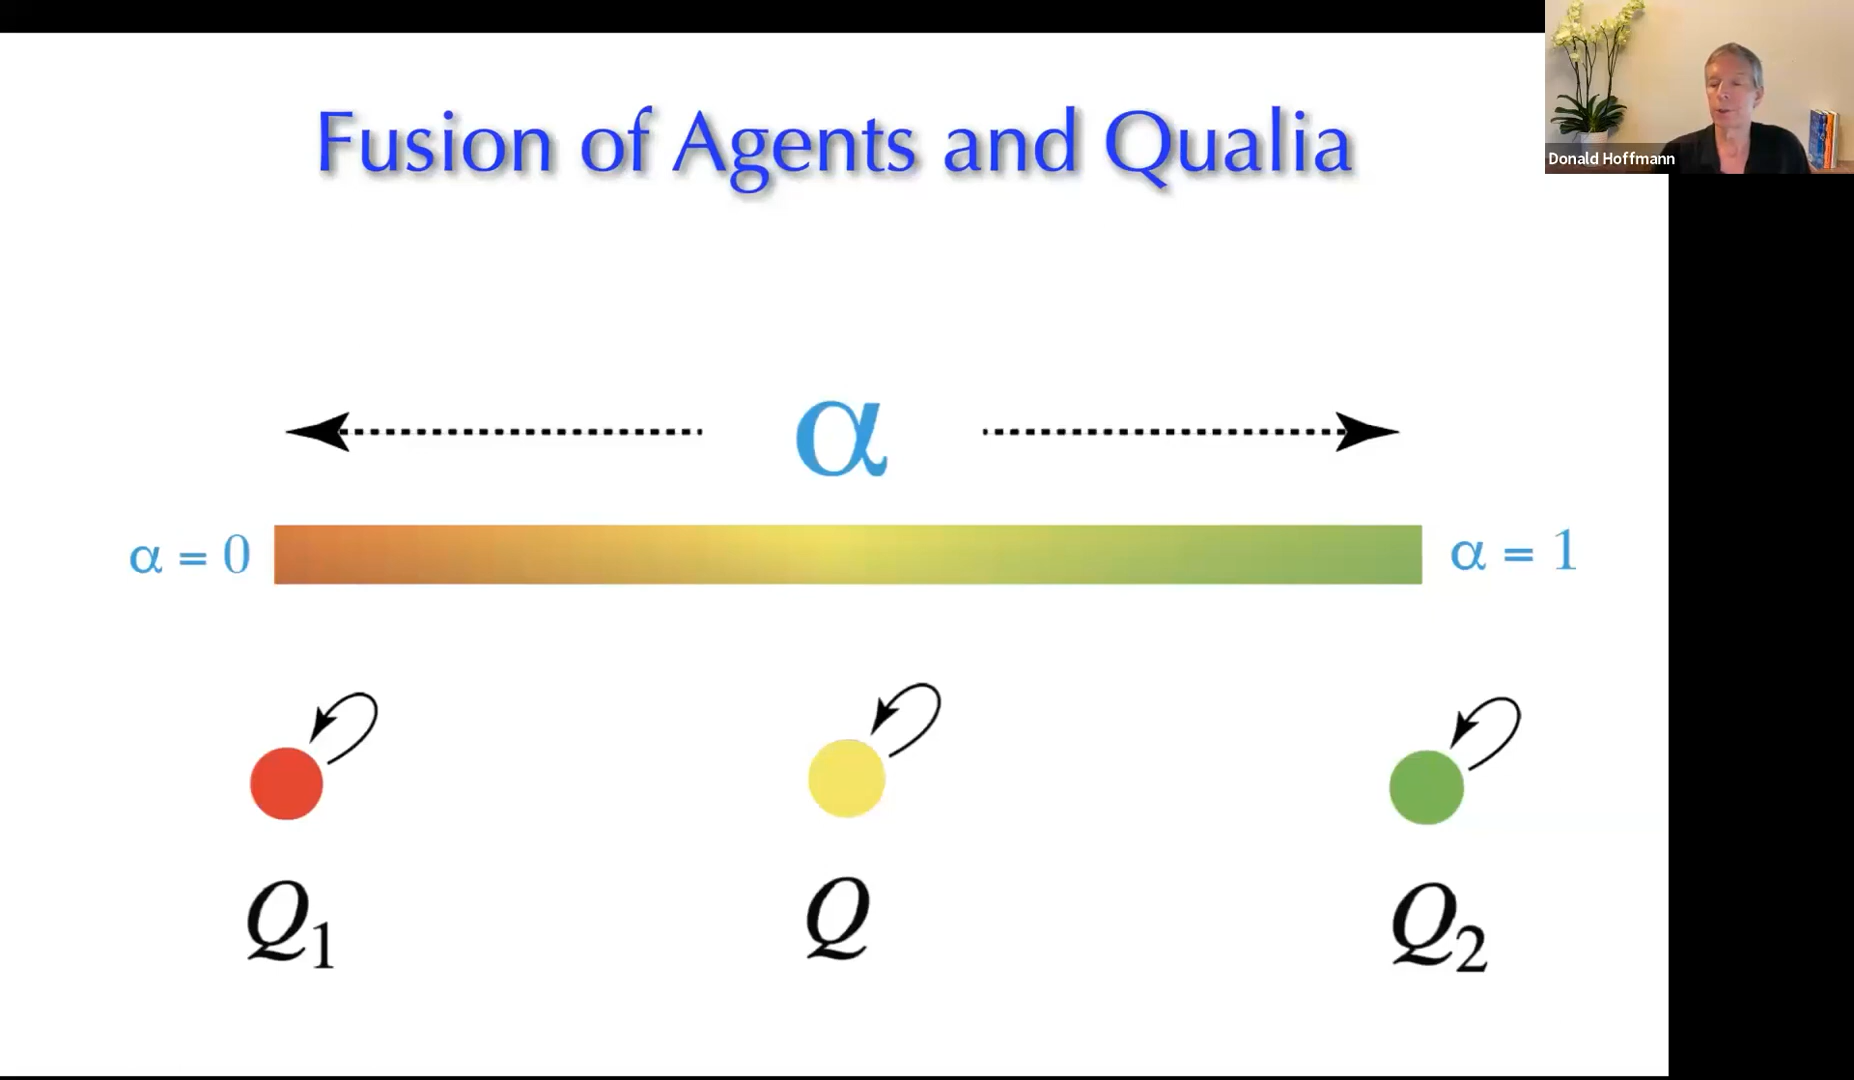 Donald Hoffmann
Fusion of Agents and Qualia
α
α = 0
α = 1
Q₁
Q
Q₂